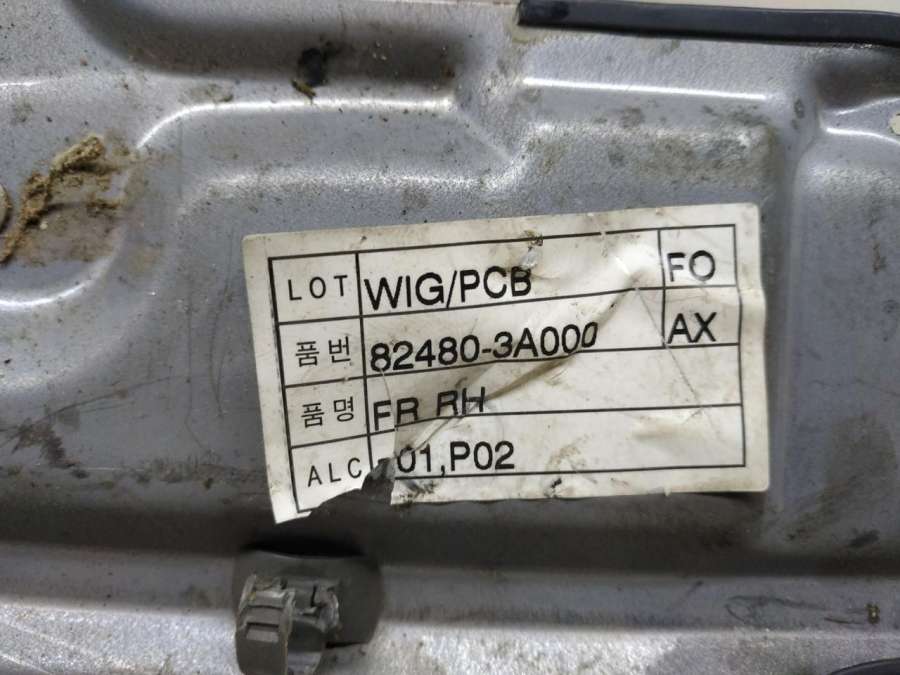 LOT WIG/PCB FO
품번 82480-3A000 AX
품명 FR RH
ALC 01,P02